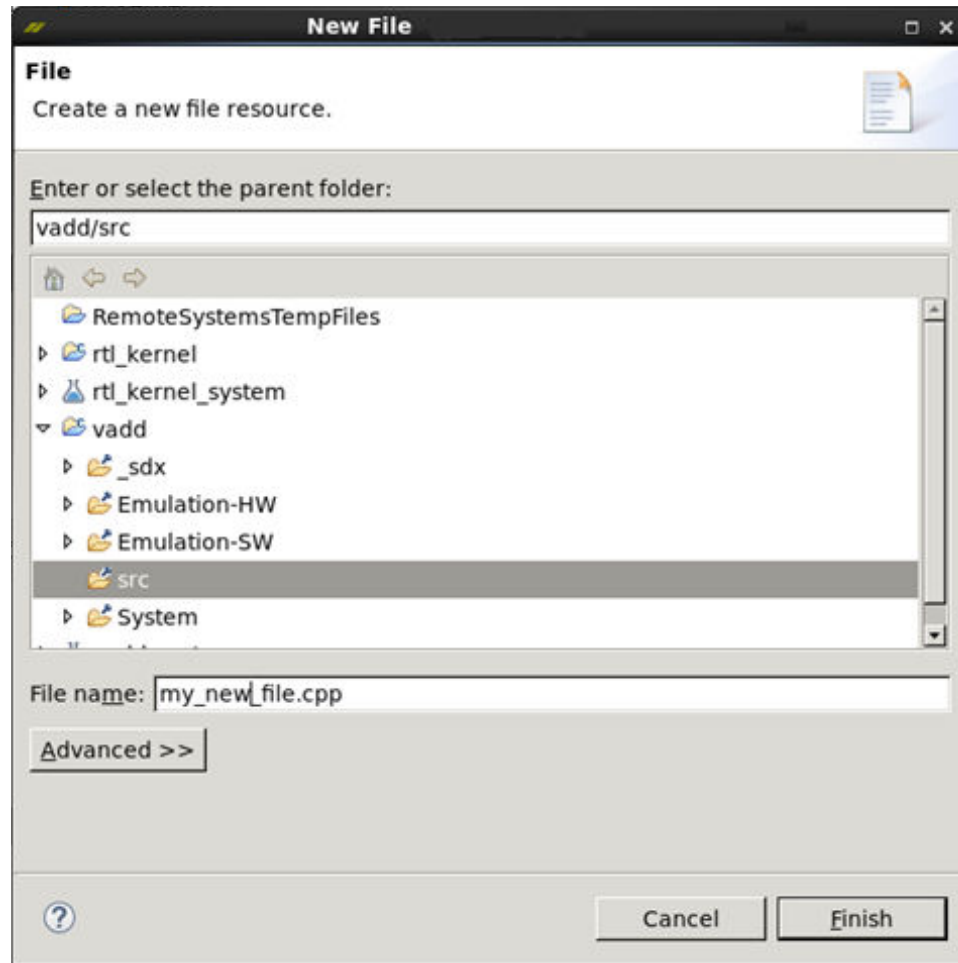 New File
File
Create a new file resource.
Enter or select the parent folder:
vadd/src
RemoteSystemsTempFiles
rtl_kernel
rtl_kernel_system
vadd
_sdx
Emulation-HW
Emulation-SW
src
System
File name: my_new_file.cpp
Advanced >>
? Cancel Finish